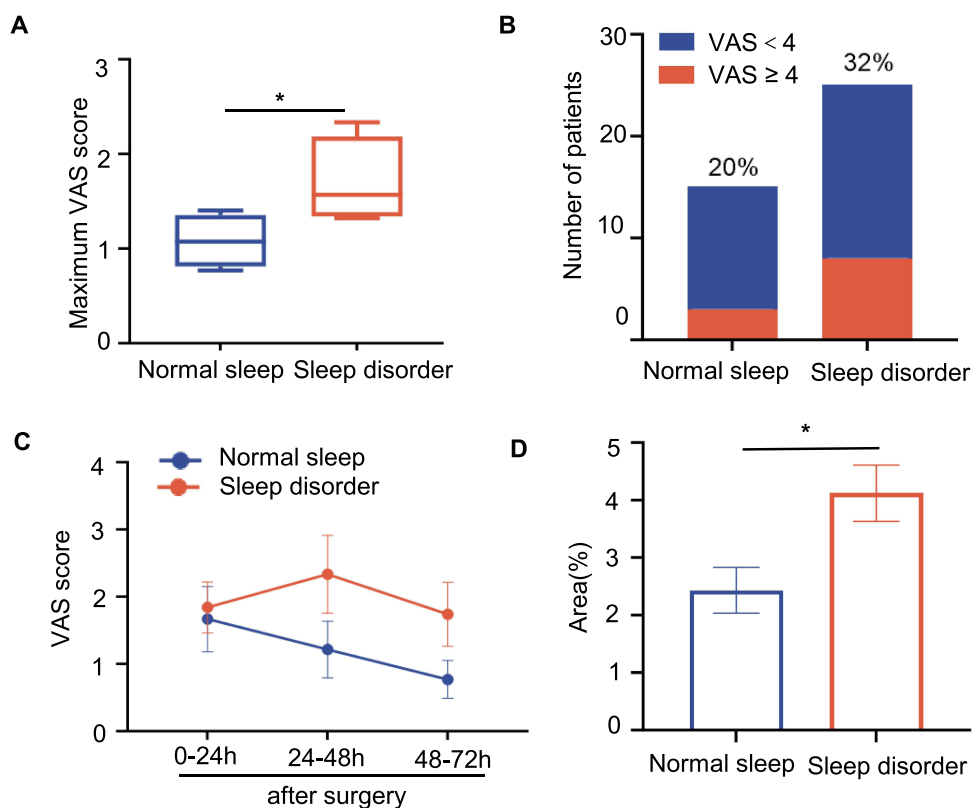 A
Maximum VAS score
3
2
1
0
*
Normal sleep
Sleep disorder
B
Number of patients
30
20
10
0
VAS < 4
VAS ≥ 4
20%
32%
Normal sleep
Sleep disorder
C
VAS score
4
3
2
1
0
Normal sleep
Sleep disorder
0-24h
24-48h
48-72h
after surgery
D
Area(%)
5
4
3
2
1
0
*
Normal sleep
Sleep disorder